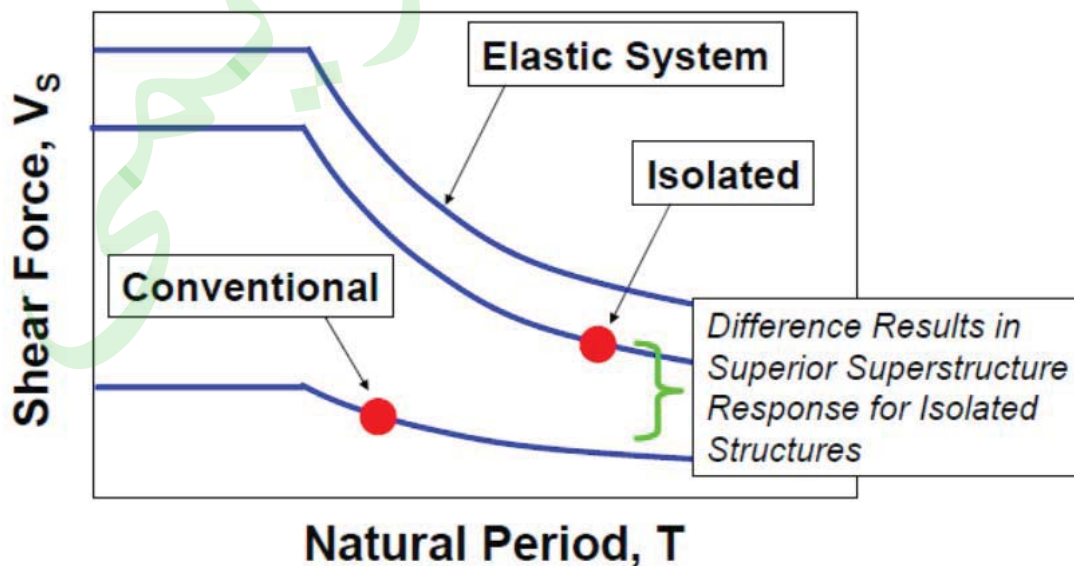 Elastic System
Isolated
Conventional
Shear Force, VS
Difference Results in
Superior Superstructure
Response for Isolated
Structures
Natural Period, T